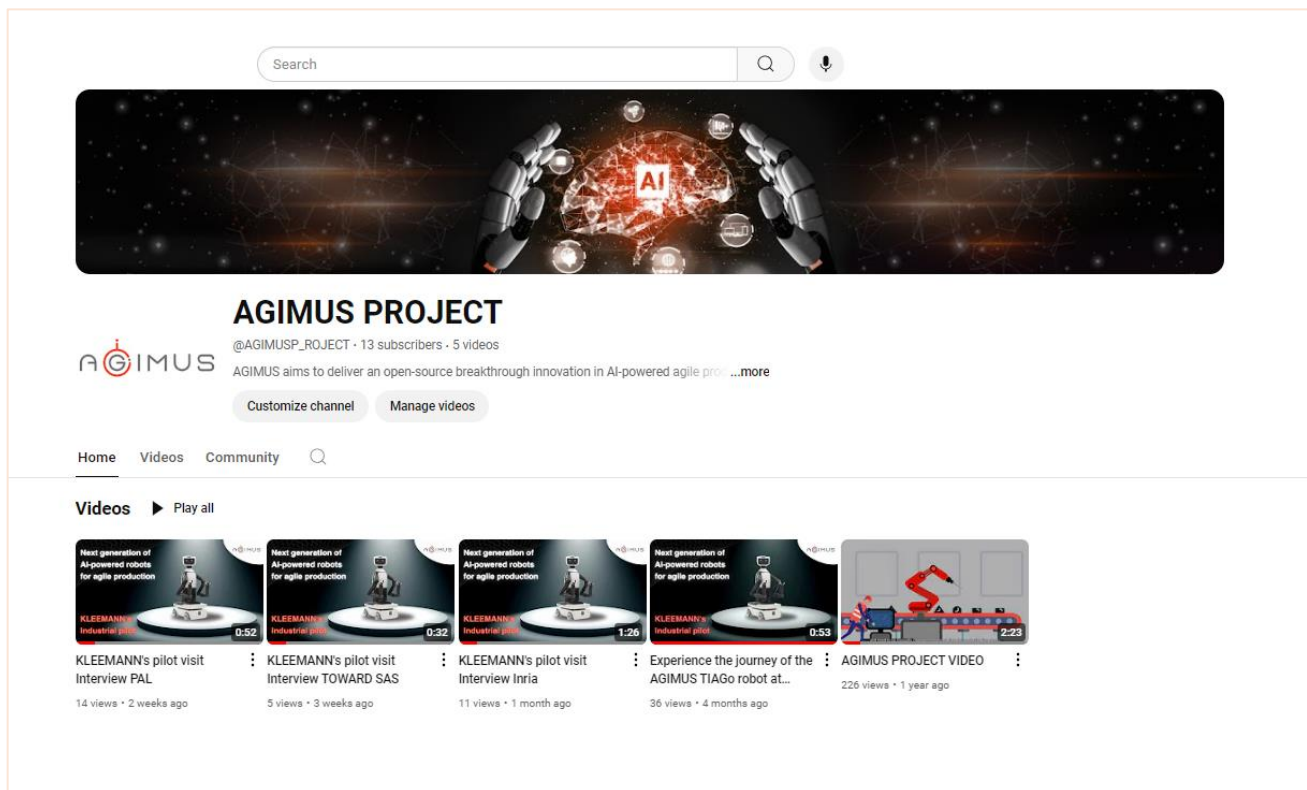 Search
AI
AGIMUS
AGIMUS PROJECT
@AGIMUSP_ROJECT · 13 subscribers · 5 videos
AGIMUS aims to deliver an open-source breakthrough innovation in AI-powered agile ...more
Customize channel
Manage videos
Home
Videos
Community
Videos
Play all
Next generation of
AI-powered robots
for agile production
AGIMUS
KLEEMANN's
Industrial pilot
0:52
KLEEMANN's pilot visit
Interview PAL
14 views • 2 weeks ago
Next generation of
AI-powered robots
for agile production
AGIMUS
KLEEMANN's
Industrial pilot
0:32
KLEEMANN's pilot visit
Interview TOWARD SAS
5 views • 3 weeks ago
Next generation of
AI-powered robots
for agile production
AGIMUS
KLEEMANN's
Industrial pilot
1:26
KLEEMANN's pilot visit
Interview Inria
11 views • 1 month ago
Next generation of
AI-powered robots
for agile production
AGIMUS
KLEEMANN's
Industrial pilot
0:53
Experience the journey of the
AGIMUS TIAGo robot at...
36 views • 4 months ago
2:23
AGIMUS PROJECT VIDEO
226 views • 1 year ago